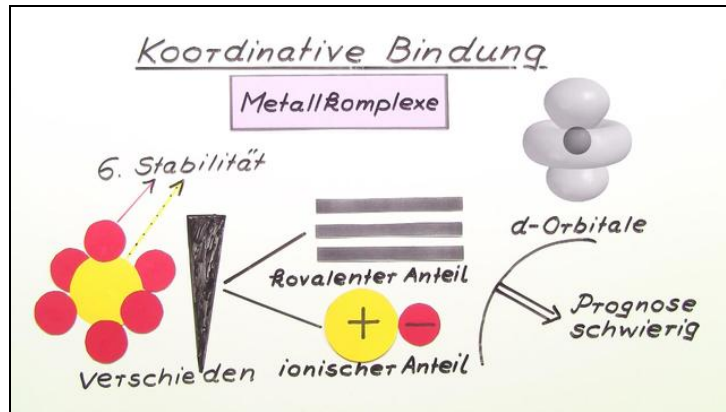 Koordinative Bindung
Metallkomplexe
6. Stabilität
d-Orbitale
kovalenter Anteil
+ −
Prognose
schwierig
verschieden
ionischer Anteil